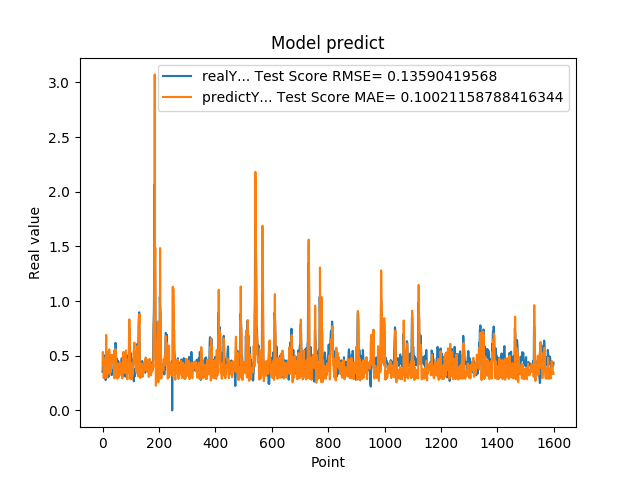 Model predict
realY... Test Score RMSE= 0.13590419568
predictY... Test Score MAE= 0.10021158788416344
3.0
2.5
2.0
1.5
1.0
0.5
0.0
Real value
0 200 400 600 800 1000 1200 1400 1600
Point